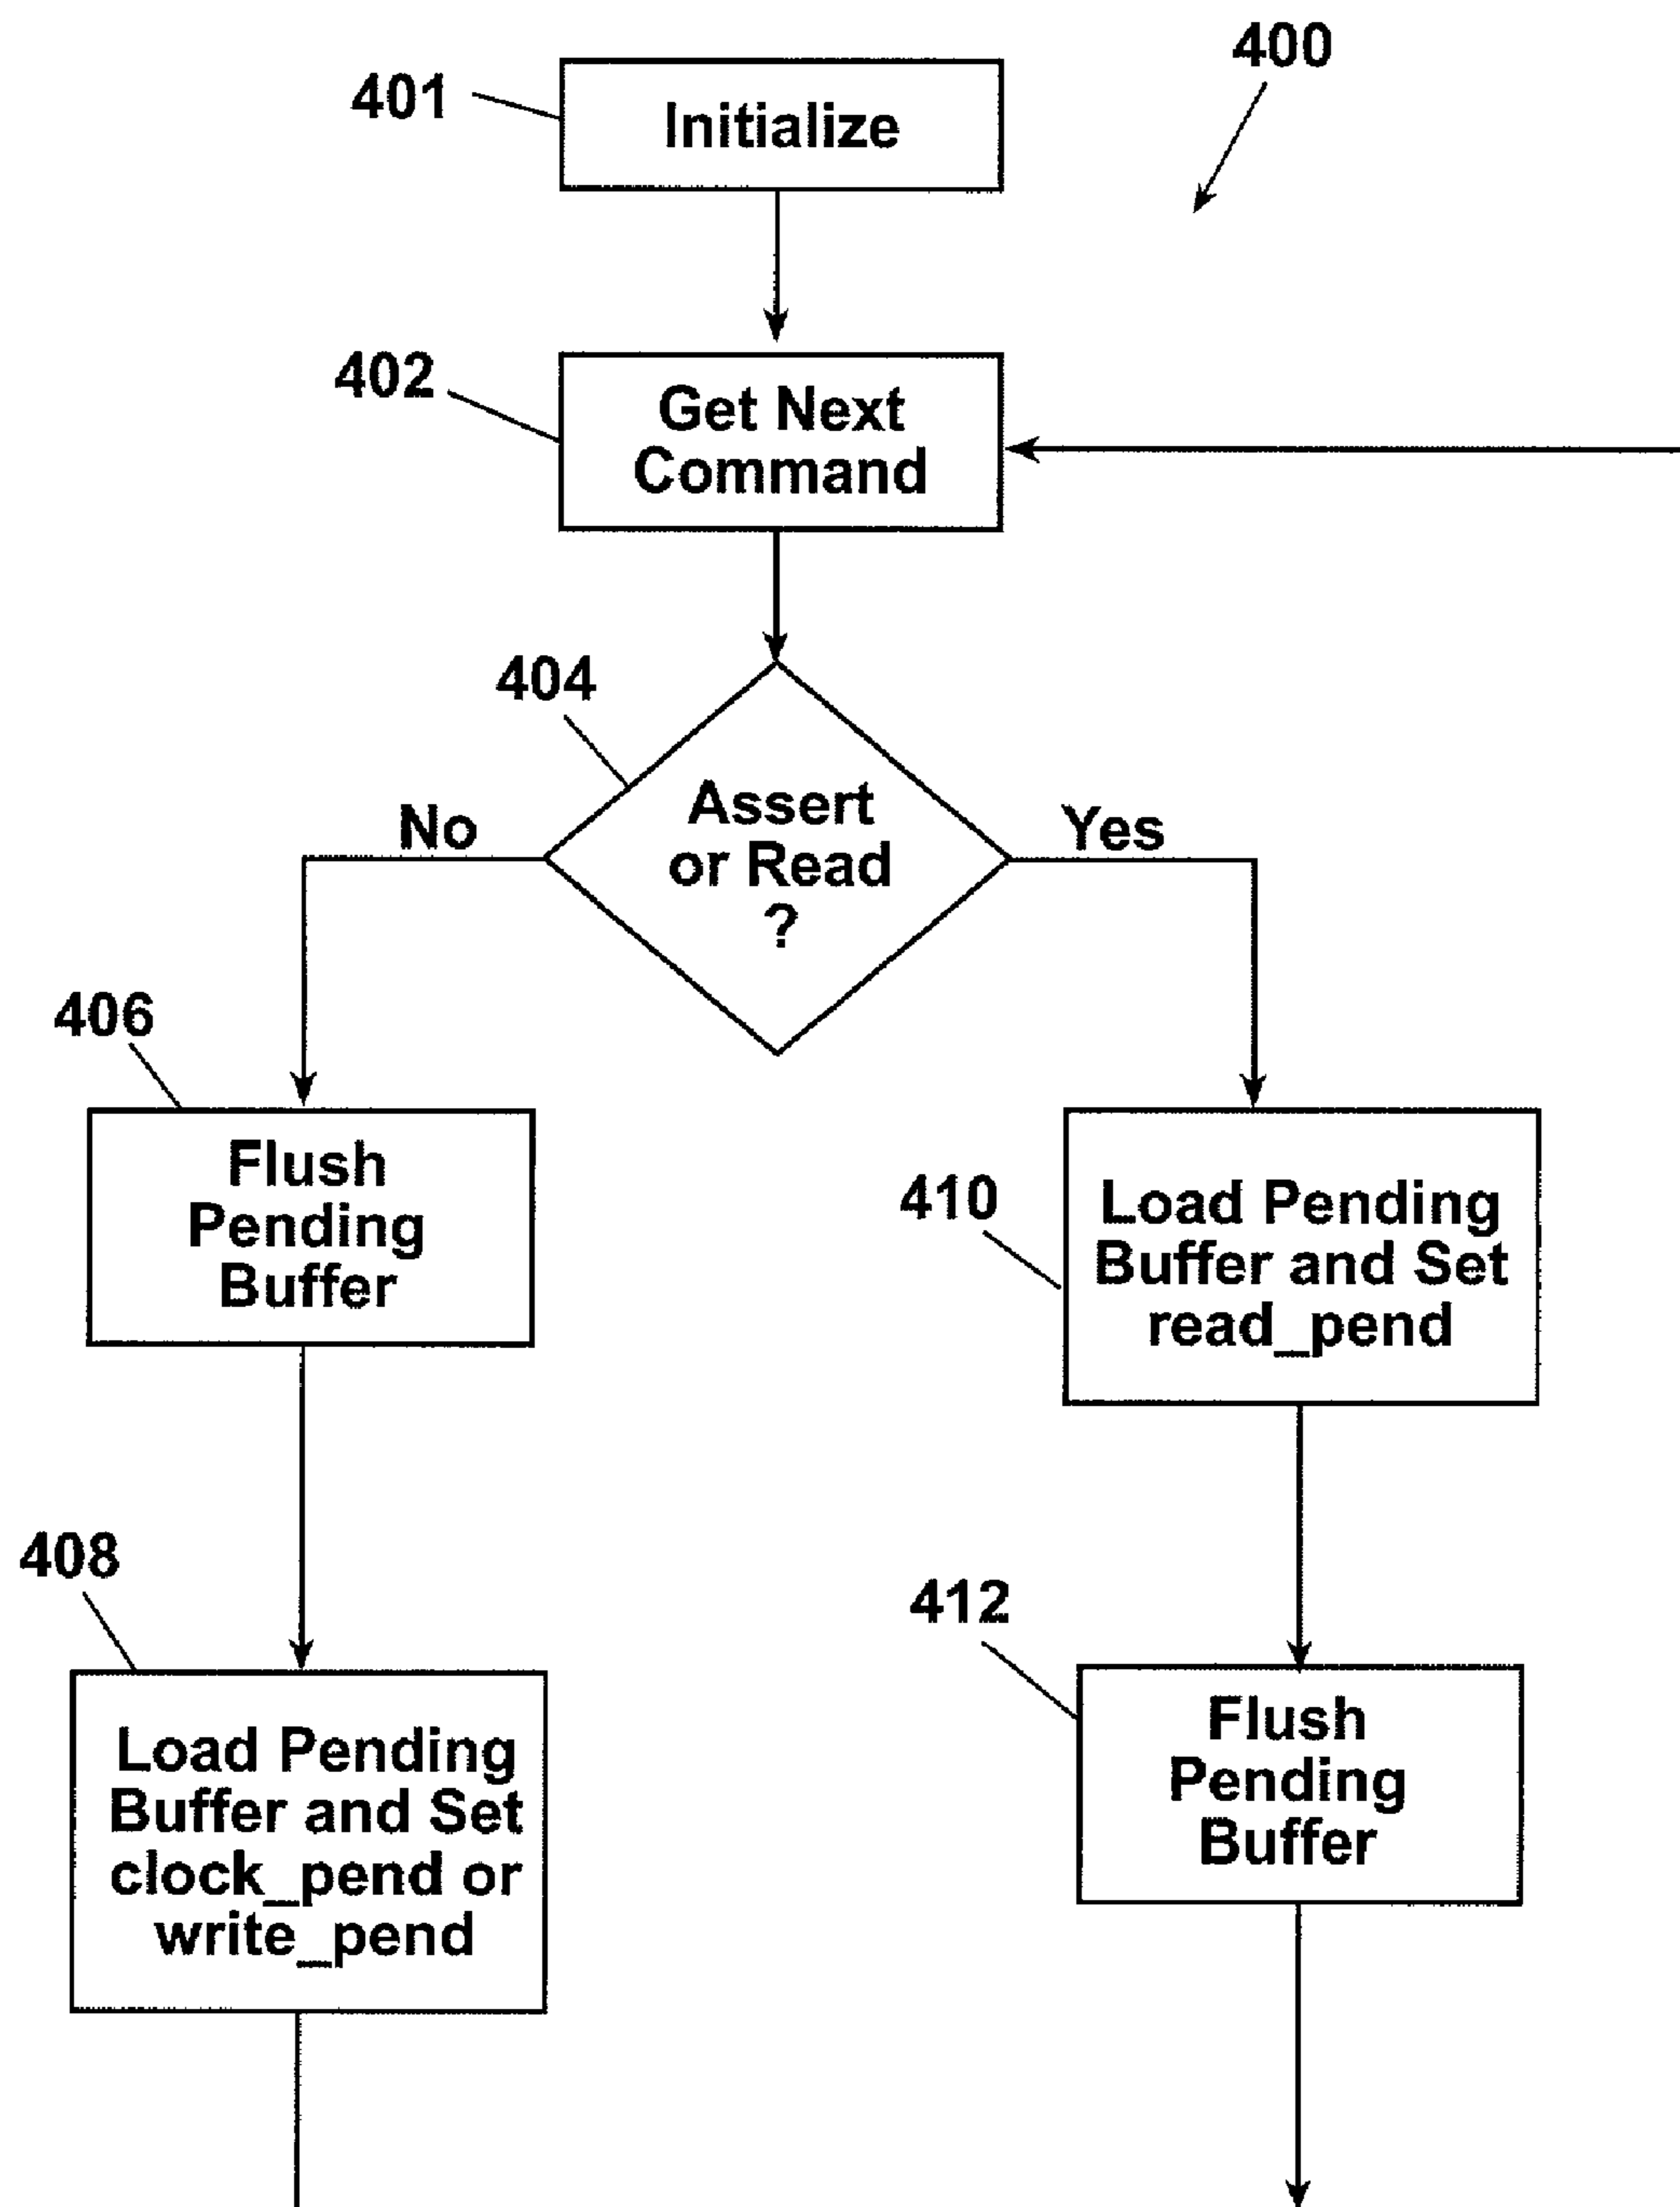 400
401
Initialize
402
Get Next
Command
404
Assert
or Read
?
No
Yes
406
Flush
Pending
Buffer
410
Load Pending
Buffer and Set
read_pend
408
Load Pending
Buffer and Set
clock_pend or
write_pend
412
Flush
Pending
Buffer